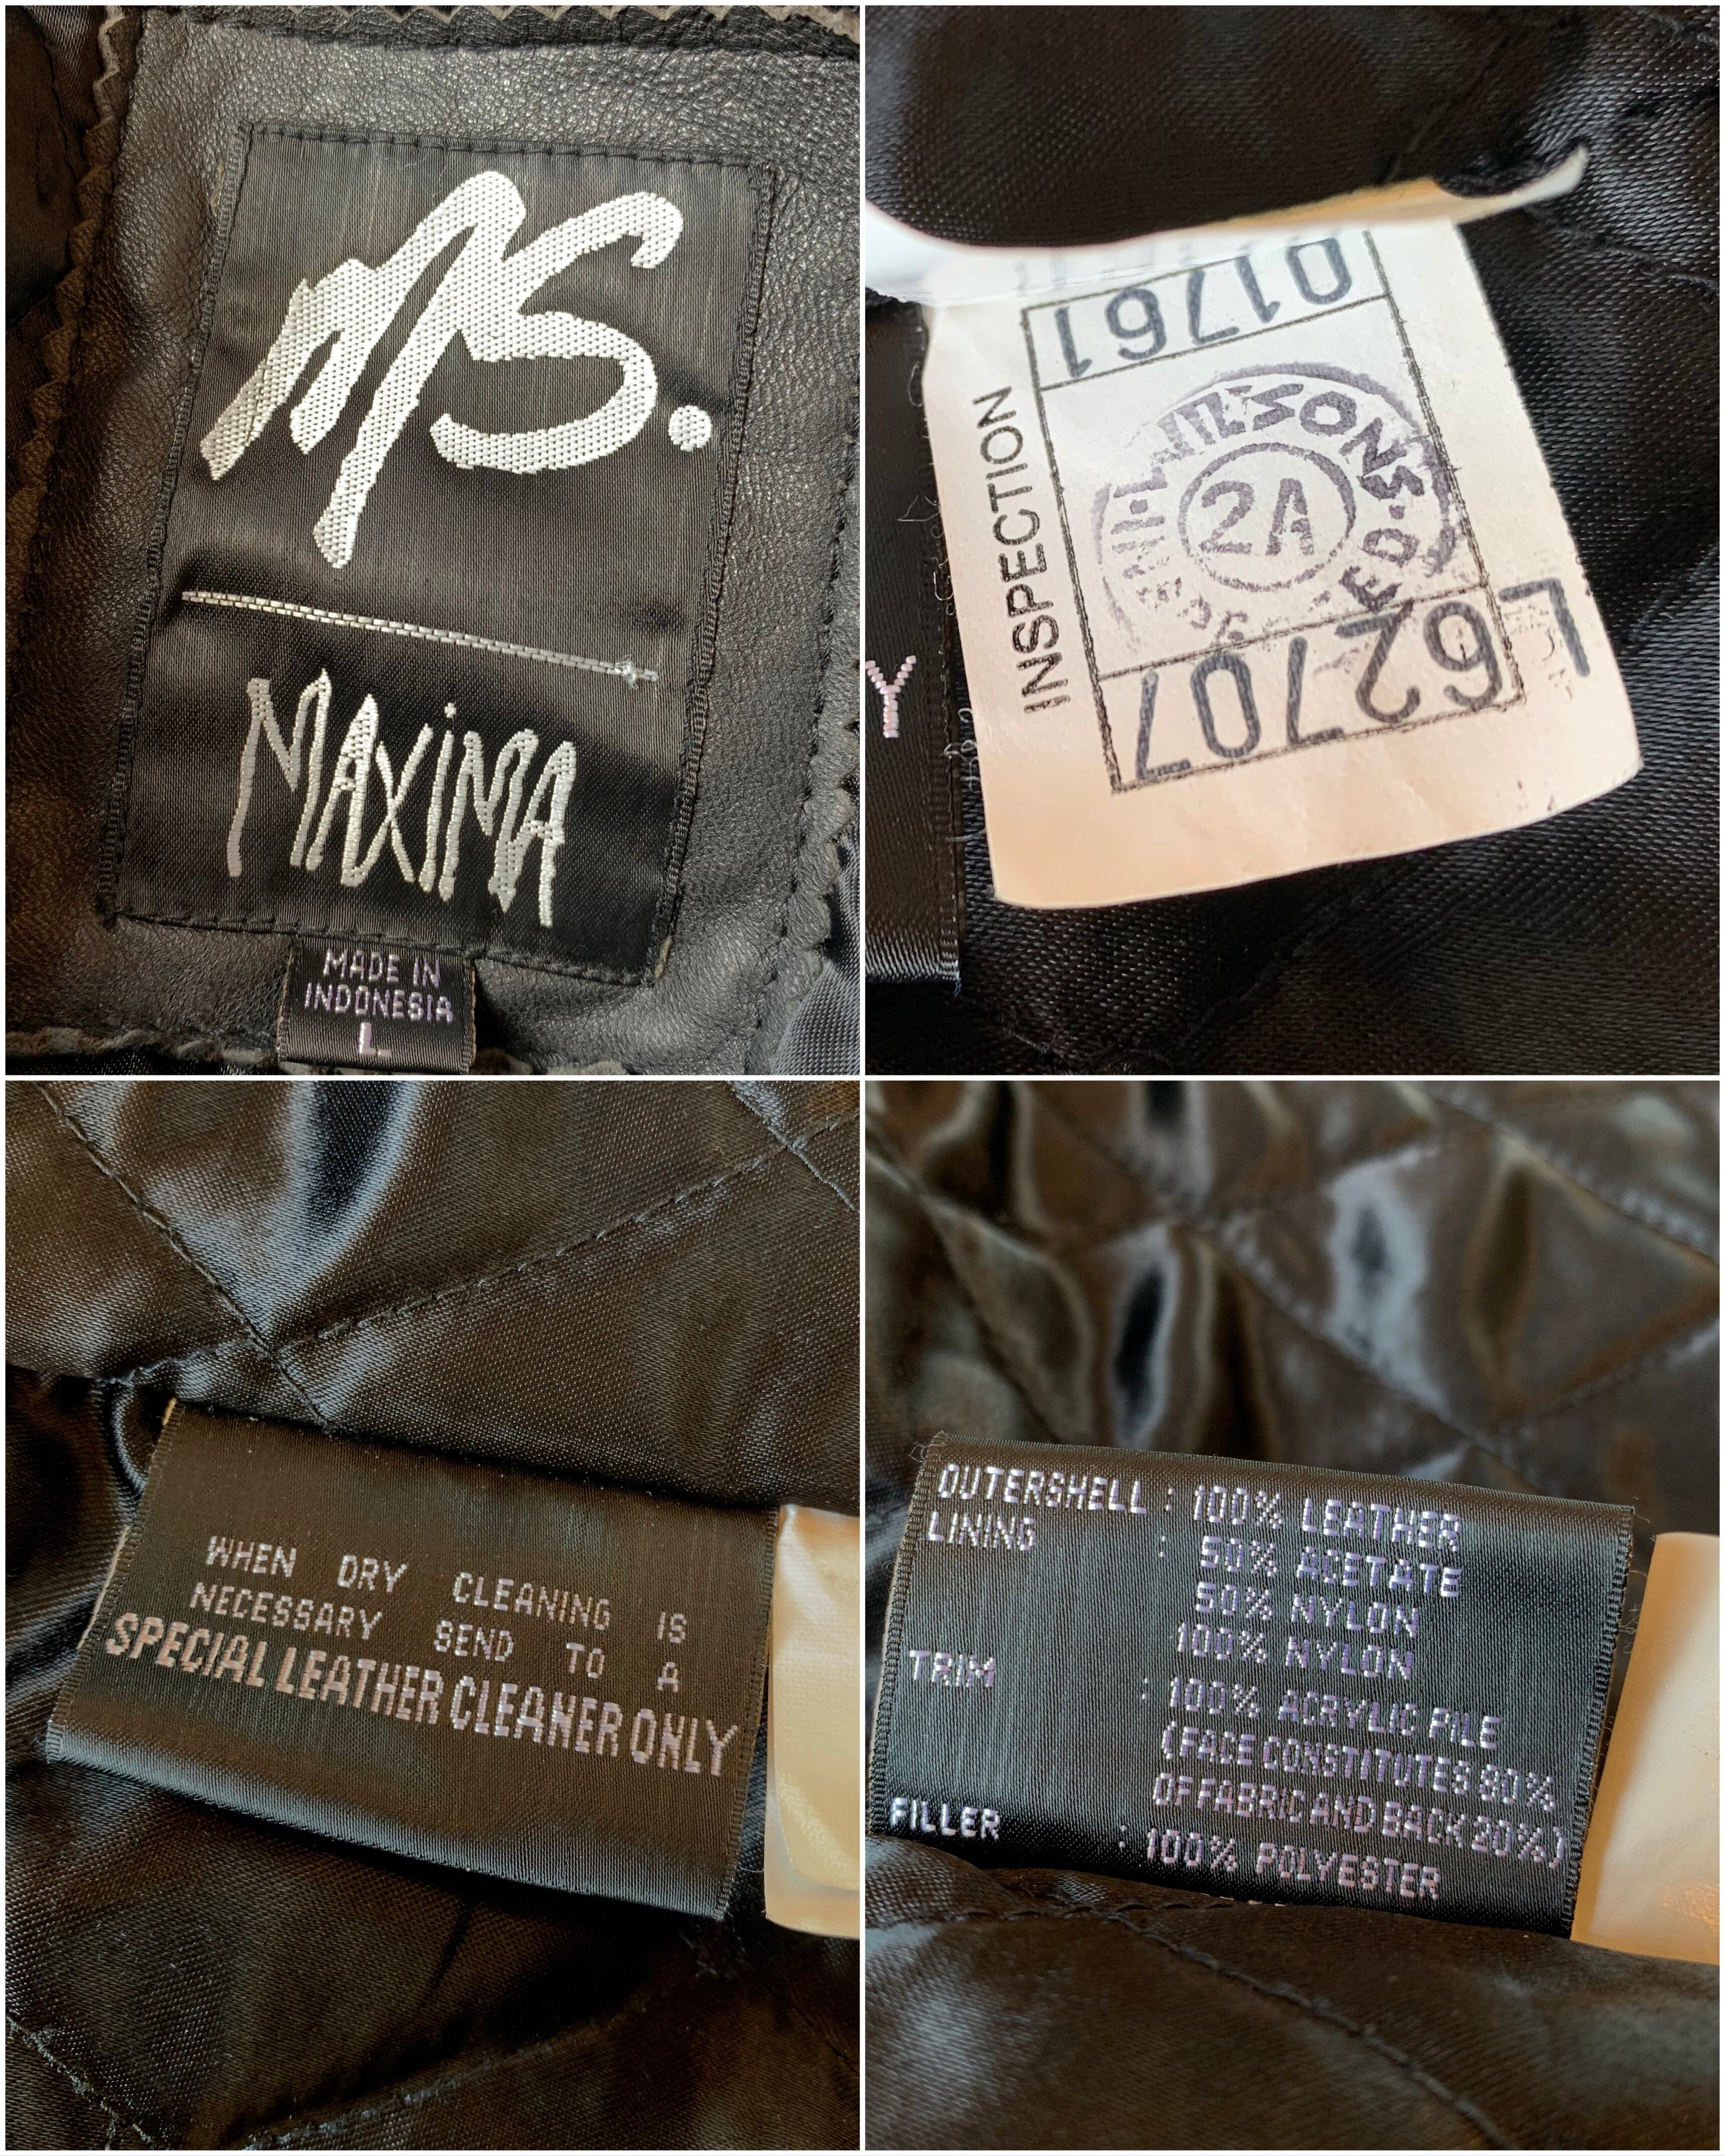 MS.
MAXIMA
MADE IN
INDONESIA
L
Y
01761
INSPECTION
WILSONS
2A
L62707
WHEN DRY CLEANING IS
NECESSARY SEND TO A
SPECIAL LEATHER CLEANER ONLY
OUTERSHELL : 100% LEATHER
LINING : 50% ACETATE
50% NYLON
100% NYLON
TRIM : 100% ACRYLIC PILE
(FACE CONSTITUTES 80%
OF FABRIC AND BACK 20%)
FILLER : 100% POLYESTER